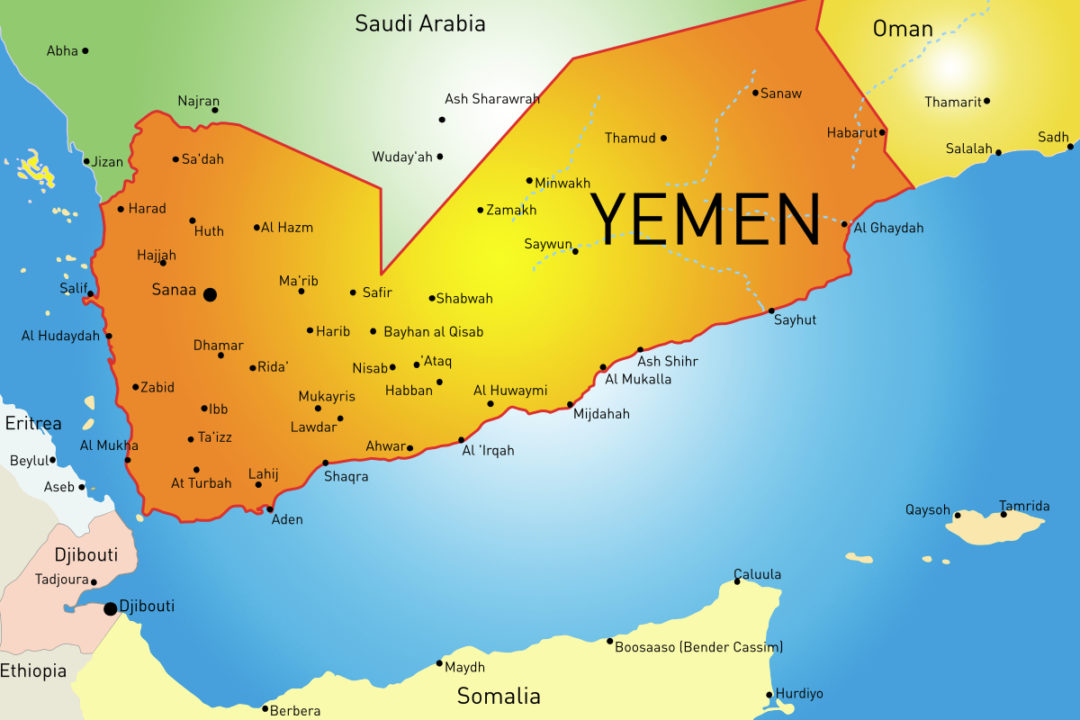 Saudi Arabia
Oman
Abha
Najran
Ash Sharawrah
Sanaw
Thamarit
Thamud
Habarut
Sadh
Salalah
Jizan
Sa'dah
Wuday'ah
Minwakh
Harad
Zamakh
YEMEN
Huth
Al Hazm
Al Ghaydah
Saywun
Hajjah
Ma'rib
Salif
Sanaa
Safir
Shabwah
Sayhut
Al Hudaydah
Harib
Bayhan al Qisab
Dhamar
Rida'
Nisab
'Ataq
Ash Shihr
Al Mukalla
Zabid
Habban
Al Huwaymi
Mukayris
Ibb
Mijdahah
Lawdar
Eritrea
Ta'izz
Al Mukha
Ahwar
Al 'Irqah
Beylul
Aseb
At Turbah
Lahij
Shaqra
Aden
Qaysoh
Tamrida
Djibouti
Tadjoura
Caluula
Djibouti
Boosaaso (Bender Cassim)
Ethiopia
Maydh
Somalia
Hurdiyo
Berbera